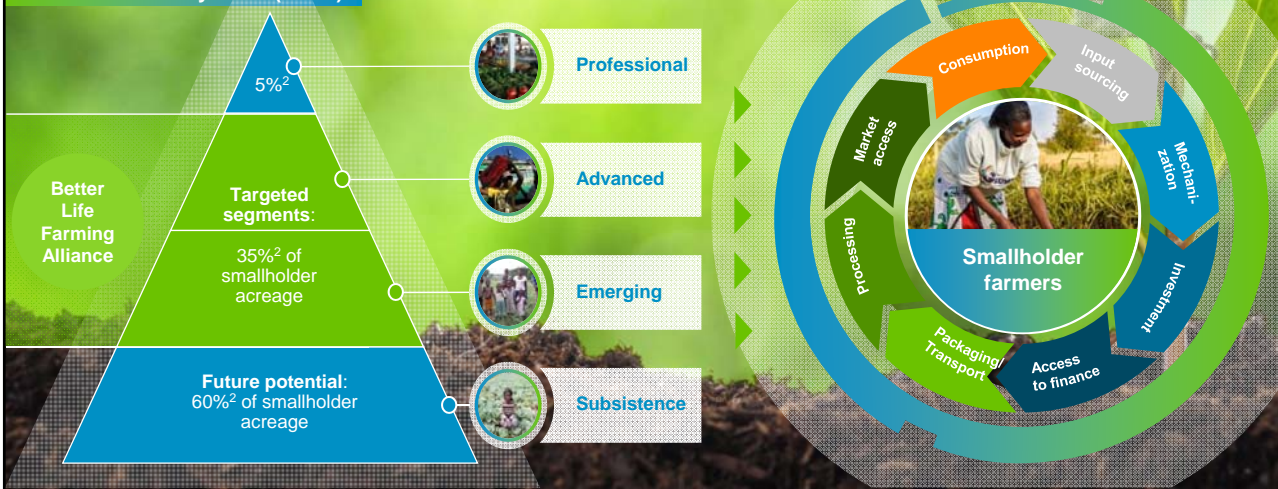 5%2
Better
Life
Farming
Alliance
Targeted
segments:
35%2 of
smallholder
acreage
Future potential:
60%2 of smallholder
acreage
Professional
Advanced
Emerging
Subsistence
Consumption
Input
sourcing
Mechani-
zation
Investment
Access
to finance
Packaging/
Transport
Processing
Market
access
Smallholder
farmers